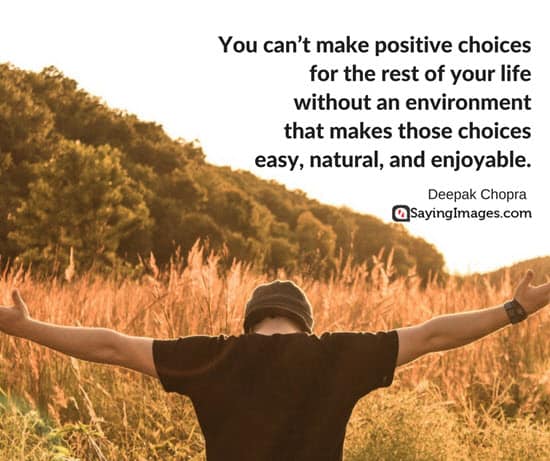 You can’t make positive choices
for the rest of your life
without an environment
that makes those choices
easy, natural, and enjoyable.
Deepak Chopra
SayingImages.com